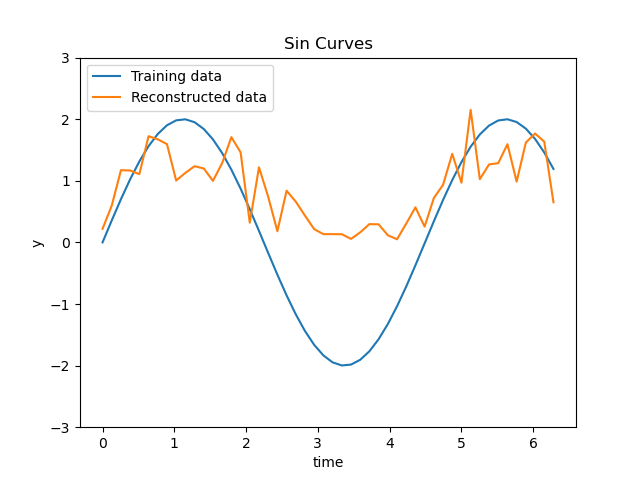 Sin Curves
Training data
Reconstructed data
3
2
1
0
−1
−2
−3
y
0 1 2 3 4 5 6
time